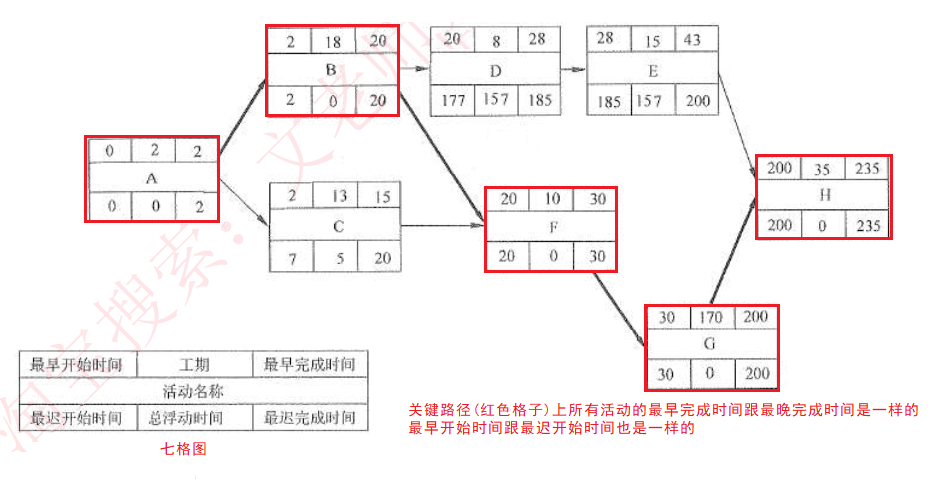 2 18 20
B
2 0 20
20 8 28
D
177 157 185
28 15 43
E
185 157 200
0 2 2
A
0 0 2
2 13 15
C
7 5 20
20 10 30
F
20 0 30
200 35 235
H
200 0 235
30 170 200
G
30 0 200
最早开始时间 工期 最早完成时间
活动名称
最迟开始时间 总浮动时间 最迟完成时间
七格图
关键路径(红色格子)上所有活动的最早完成时间跟最晚完成时间是一样的
最早开始时间跟最迟开始时间也是一样的
淘宝搜索：文老师